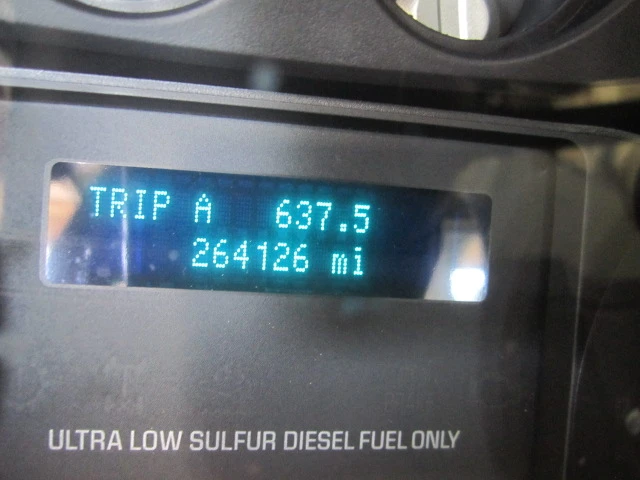 TRIP A 637.5
264126 mi
ULTRA LOW SULFUR DIESEL FUEL ONLY